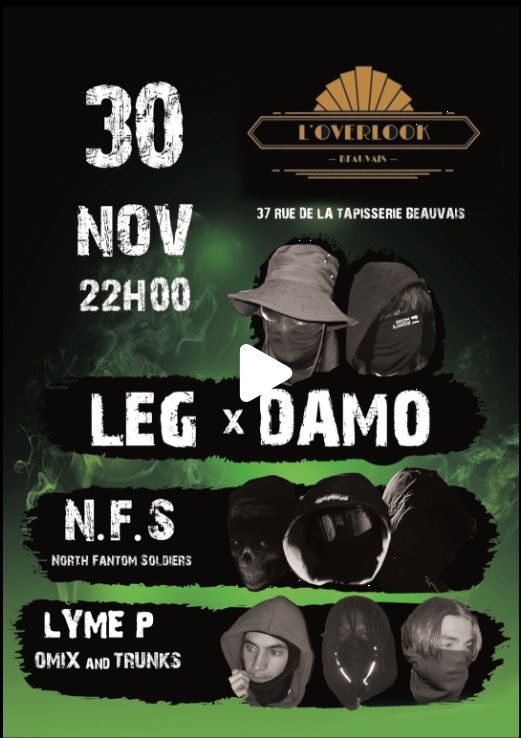 30
NOV
22H00
L'OVERLOOK
– BEAUVAIS –
37 RUE DE LA TAPISSERIE BEAUVAIS
LEG X DAMO
N.F.S
NORTH FANTOM SOLDIERS
LYME P
OMIX AND TRUNKS